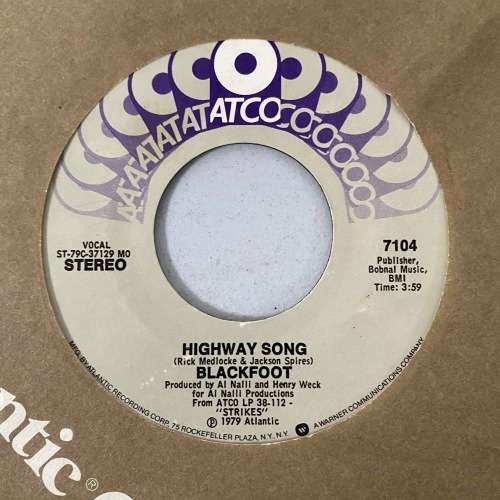 ATCO
VOCAL
ST-79C-37129 MO
STEREO
7104
Publisher,
Bobnal Music,
BMI
Time: 3:59
HIGHWAY SONG
(Rick Medlocke & Jackson Spires)
BLACKFOOT
Produced by Al Nalli and Henry Weck
for Al Nalli Productions
From ATCO LP 38-112 -
"STRIKES"
℗ 1979 Atlantic
MFG. BY ATLANTIC RECORDING CORP., 75 ROCKEFELLER PLAZA, N.Y. N.Y.
A WARNER COMMUNICATIONS COMPANY
ntic®